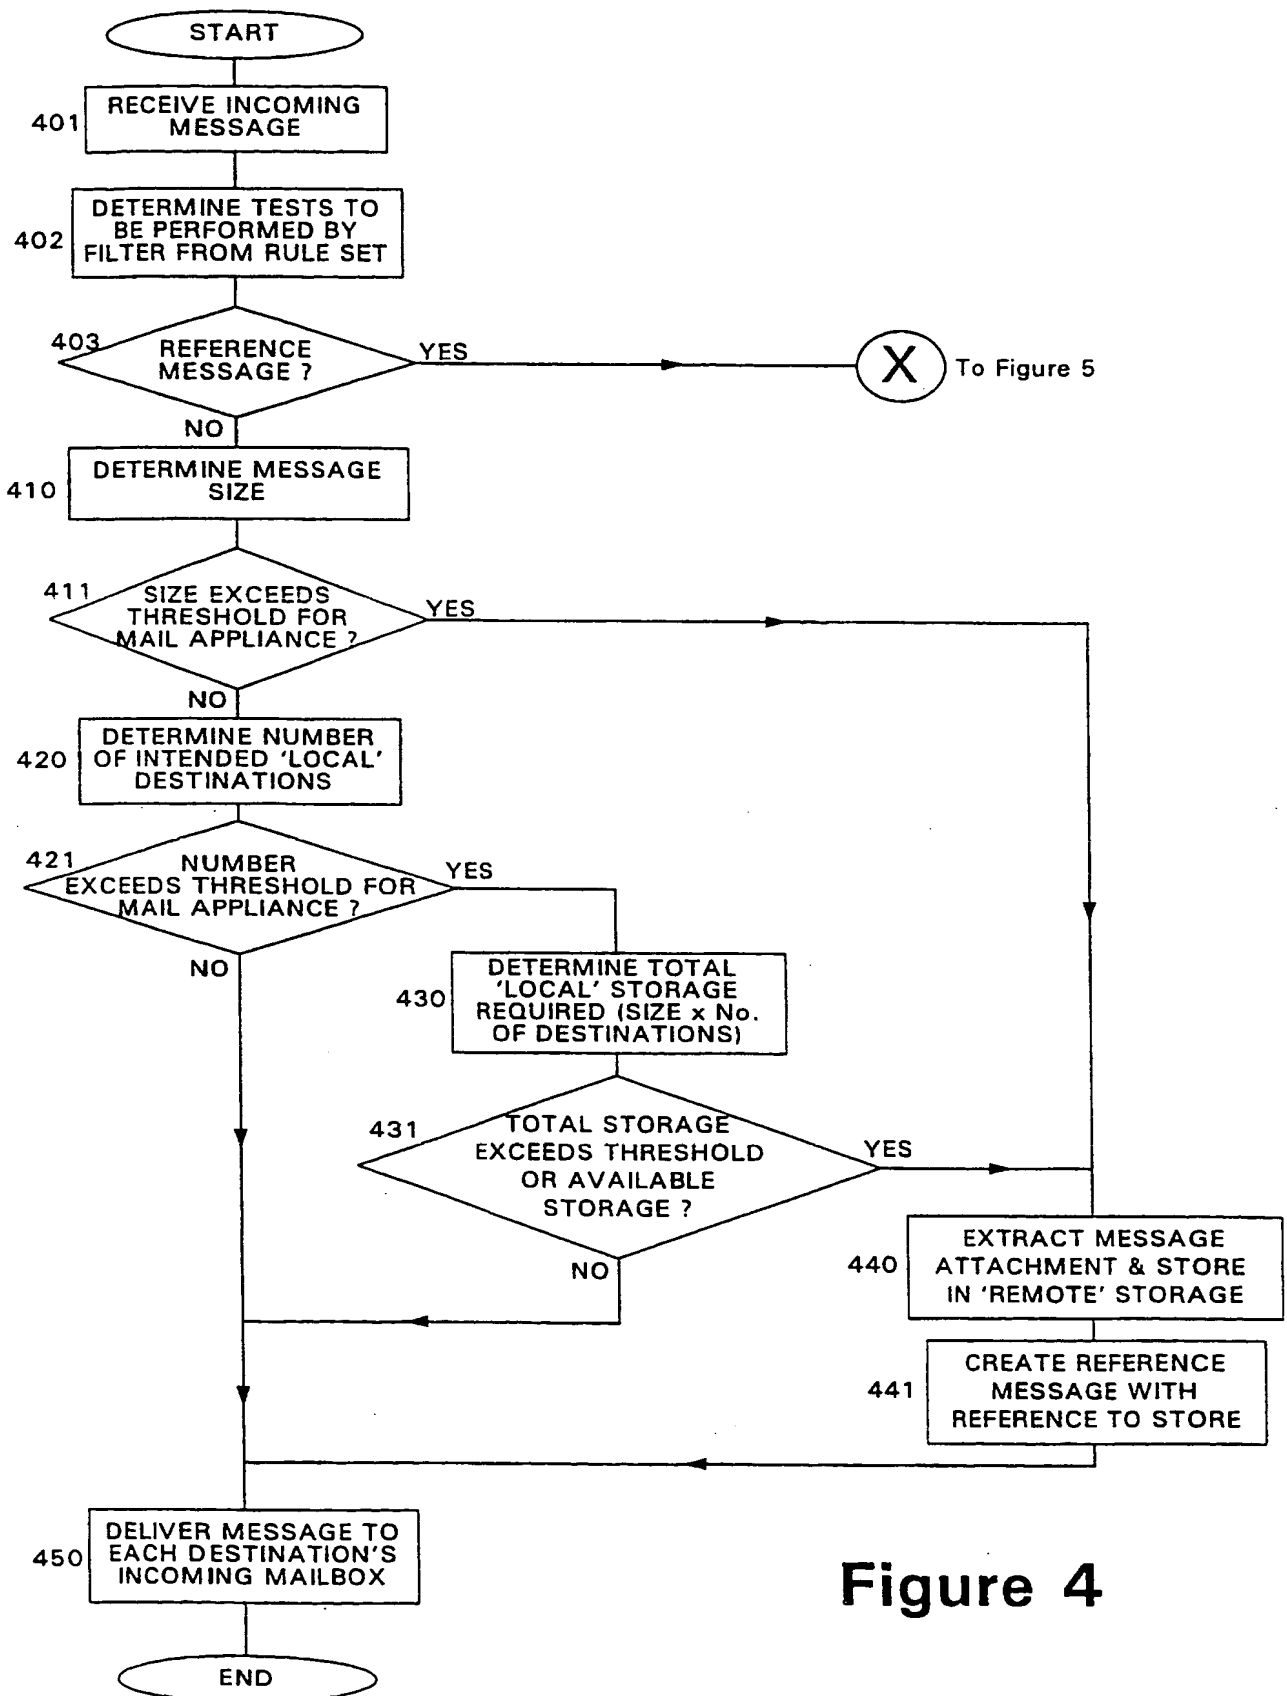 START
401
RECEIVE INCOMING
MESSAGE
402
DETERMINE TESTS TO
BE PERFORMED BY
FILTER FROM RULE SET
403
REFERENCE
MESSAGE ?
YES
X
To Figure 5
NO
410
DETERMINE MESSAGE
SIZE
411
SIZE EXCEEDS
THRESHOLD FOR
MAIL APPLIANCE ?
YES
NO
420
DETERMINE NUMBER
OF INTENDED 'LOCAL'
DESTINATIONS
421
NUMBER
EXCEEDS THRESHOLD FOR
MAIL APPLIANCE ?
YES
NO
430
DETERMINE TOTAL
'LOCAL' STORAGE
REQUIRED (SIZE x No.
OF DESTINATIONS)
431
TOTAL STORAGE
EXCEEDS THRESHOLD
OR AVAILABLE
STORAGE ?
YES
NO
440
EXTRACT MESSAGE
ATTACHMENT & STORE
IN 'REMOTE' STORAGE
441
CREATE REFERENCE
MESSAGE WITH
REFERENCE TO STORE
450
DELIVER MESSAGE TO
EACH DESTINATION'S
INCOMING MAILBOX
END
Figure 4